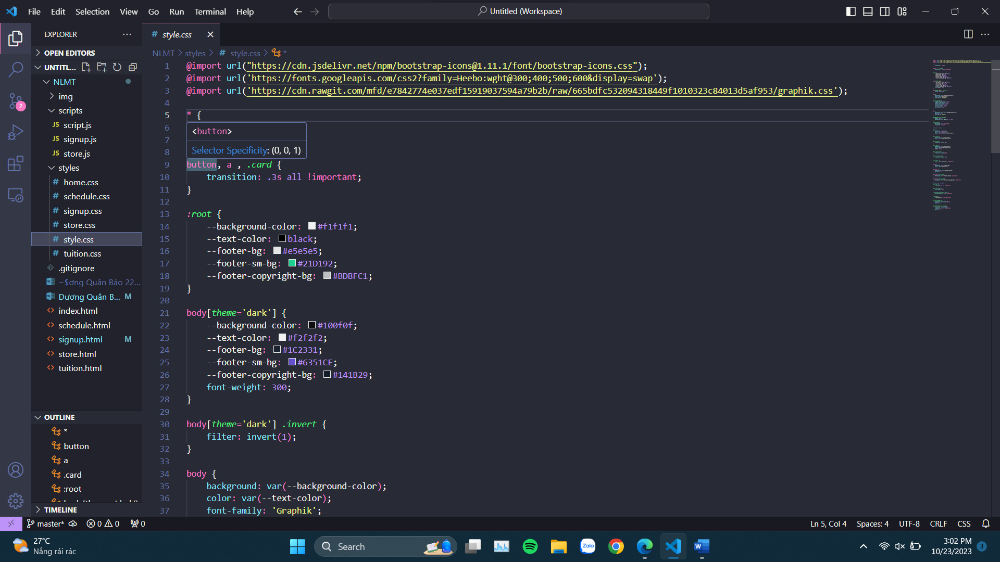 File Edit Selection View Go Run Terminal Help
Untitled (Workspace)
EXPLORER
OPEN EDITORS
UNTITL...
NLMT
img
scripts
JS script.js
JS signup.js
JS store.js
styles
# home.css
# schedule.css
# signup.css
# store.css
# style.css
# tuition.css
.gitignore
~$ơng Quân Bảo 22...
Dương Quân B... M
index.html
schedule.html
signup.html M
store.html
tuition.html
OUTLINE
*
button
a
.card
:root
TIMELINE
2
# style.css
NLMT > styles > # style.css > *
1 @import url("https://cdn.jsdelivr.net/npm/bootstrap-icons@1.11.1/font/bootstrap-icons.css");
2 @import url('https://fonts.googleapis.com/css2?family=Heebo:wght@300;400;500;600&display=swap');
3 @import url('https://cdn.rawgit.com/mfd/e7842774e037edf15919037594a79b2b/raw/665bdfc532094318449f1010323c84013d5af953/graphik.css');
4
5 * {
6 <button>
7
8 Selector Specificity: (0, 0, 1)
9 button, a , .card {
10 transition: .3s all !important;
11 }
12
13 :root {
14 --background-color: #f1f1f1;
15 --text-color: black;
16 --footer-bg: #e5e5e5;
17 --footer-sm-bg: #21D192;
18 --footer-copyright-bg: #BDBFC1;
19 }
20
21 body[theme='dark'] {
22 --background-color: #100f0f;
23 --text-color: #f2f2f2;
24 --footer-bg: #1C2331;
25 --footer-sm-bg: #6351CE;
26 --footer-copyright-bg: #141B29;
27 font-weight: 300;
28 }
29
30 body[theme='dark'] .invert {
31 filter: invert(1);
32 }
33
34 body {
35 background: var(--background-color);
36 color: var(--text-color);
37 font-family: 'Graphik';
master* 0 0 0
Ln 5, Col 4 Spaces: 4 UTF-8 CRLF CSS
27°C
Nắng rải rác
Search
Zalo
3:02 PM
10/23/2023
3